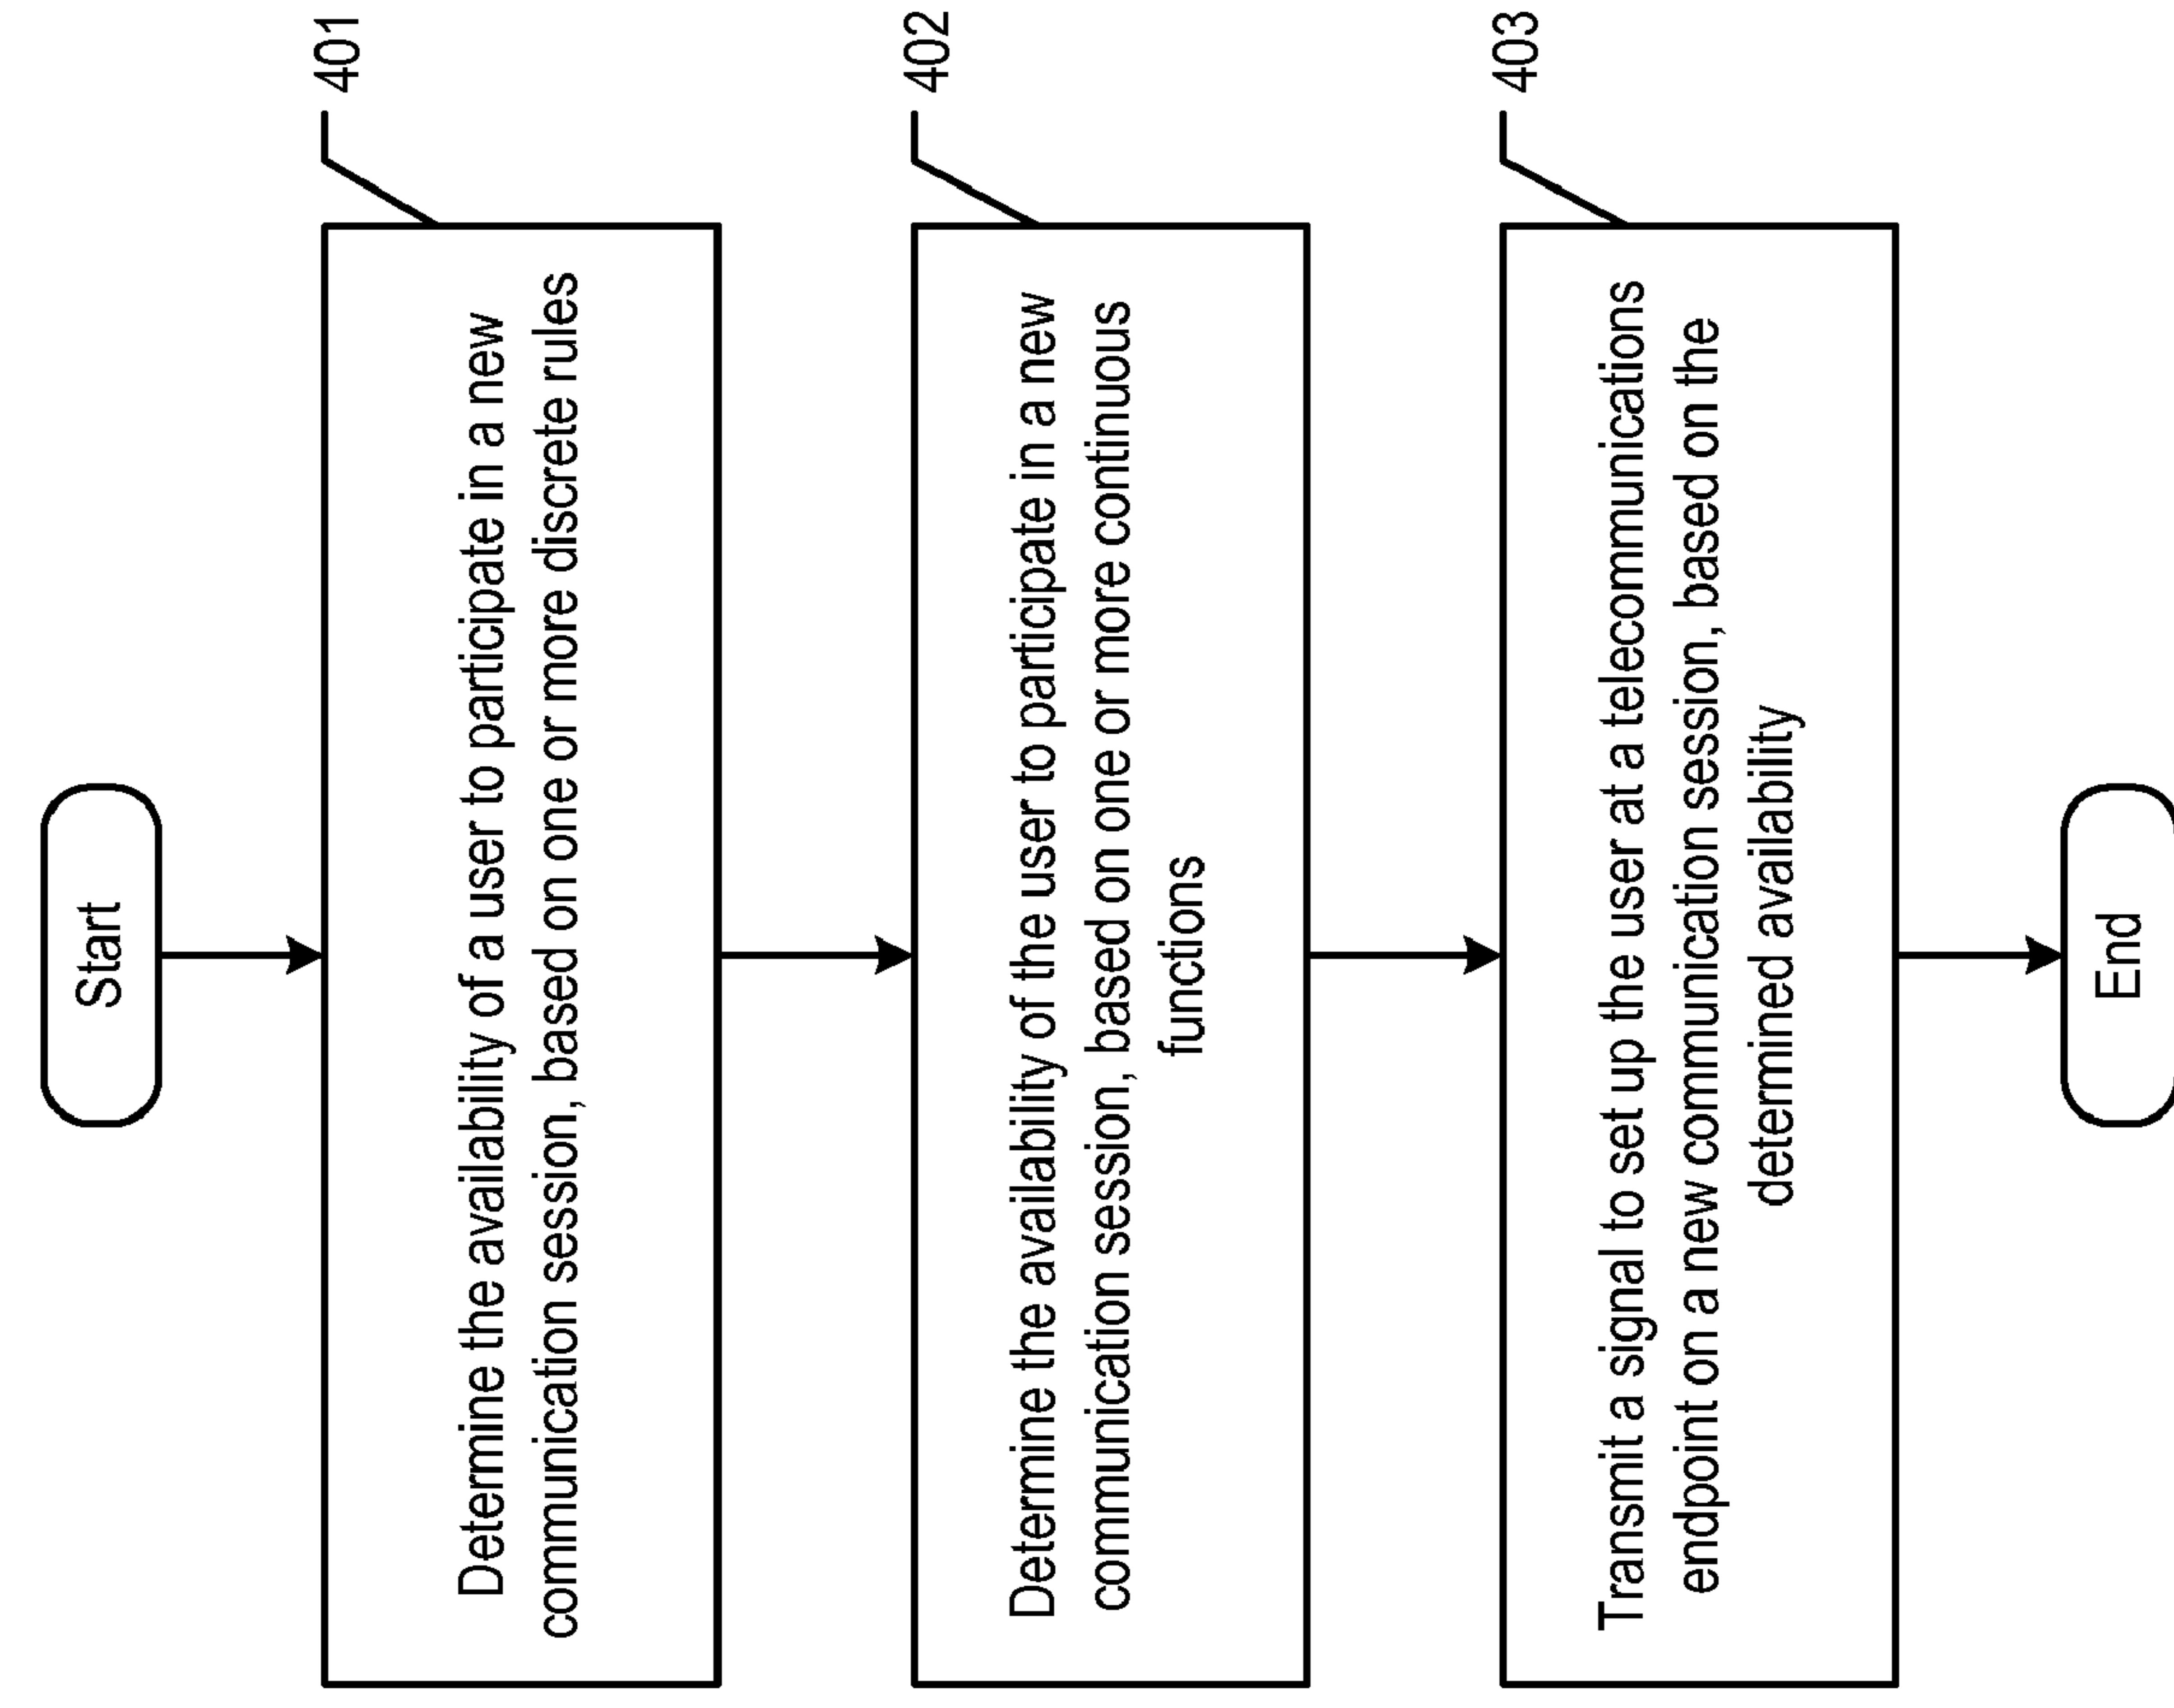 Start
401
Determine the availability of a user to participate in a new
communication session, based on one or more discrete rules
402
Determine the availability of the user to participate in a new
communication session, based on one or more continuous
functions
403
Transmit a signal to set up the user at a telecommunications
endpoint on a new communication session, based on the
determined availability
End